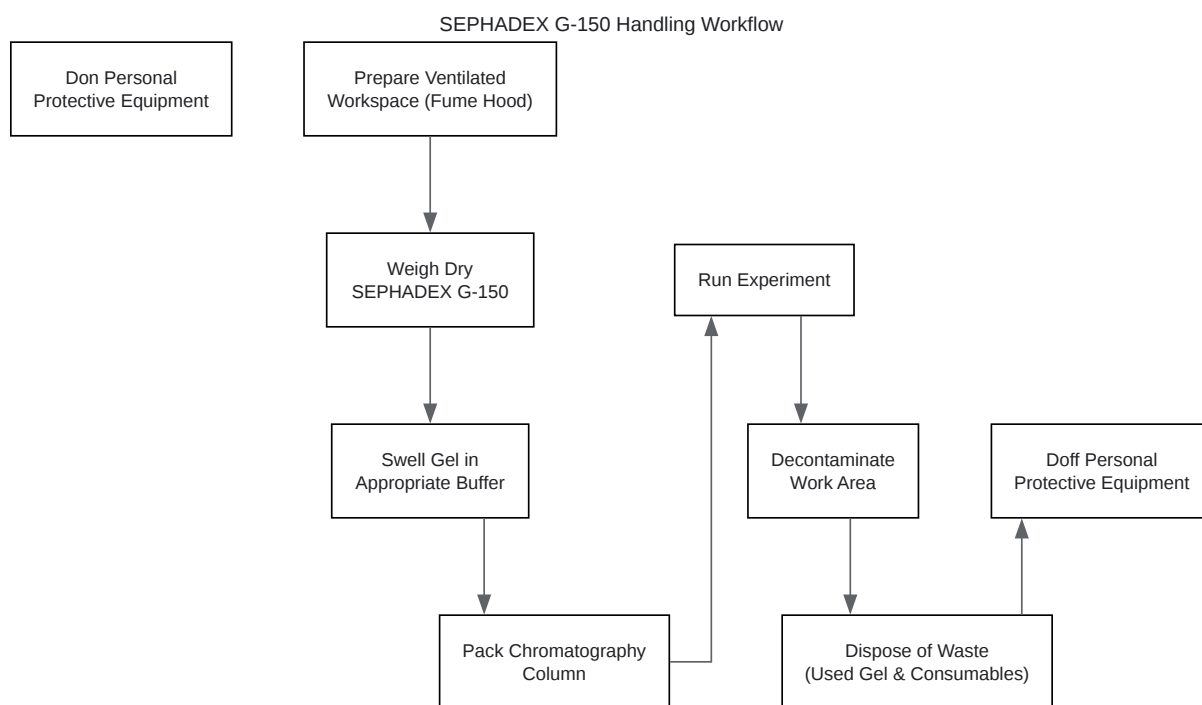 SEPHADEX G-150 Handling Workflow
Don Personal
Protective Equipment
Prepare Ventilated
Workspace (Fume Hood)
Weigh Dry
SEPHADEX G-150
Swell Gel in
Appropriate Buffer
Pack Chromatography
Column
Run Experiment
Decontaminate
Work Area
Dispose of Waste
(Used Gel & Consumables)
Doff Personal
Protective Equipment